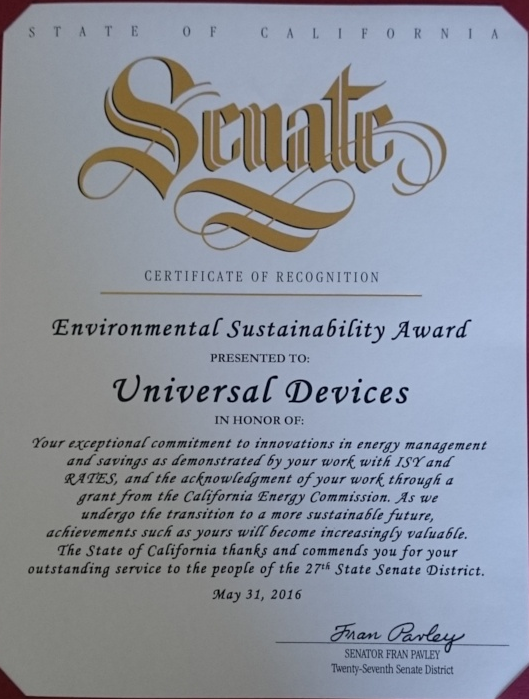 STATE OF CALIFORNIA
Senate
CERTIFICATE OF RECOGNITION
Environmental Sustainability Award
PRESENTED TO:
Universal Devices
IN HONOR OF:
Your exceptional commitment to innovations in energy management
and savings as demonstrated by your work with ISY and
RATES, and the acknowledgment of your work through a
grant from the California Energy Commission. As we
undergo the transition to a more sustainable future,
achievements such as yours will become increasingly valuable.
The State of California thanks and commends you for your
outstanding service to the people of the 27th State Senate District.
May 31, 2016
Fran Pavley
SENATOR FRAN PAVLEY
Twenty-Seventh Senate District